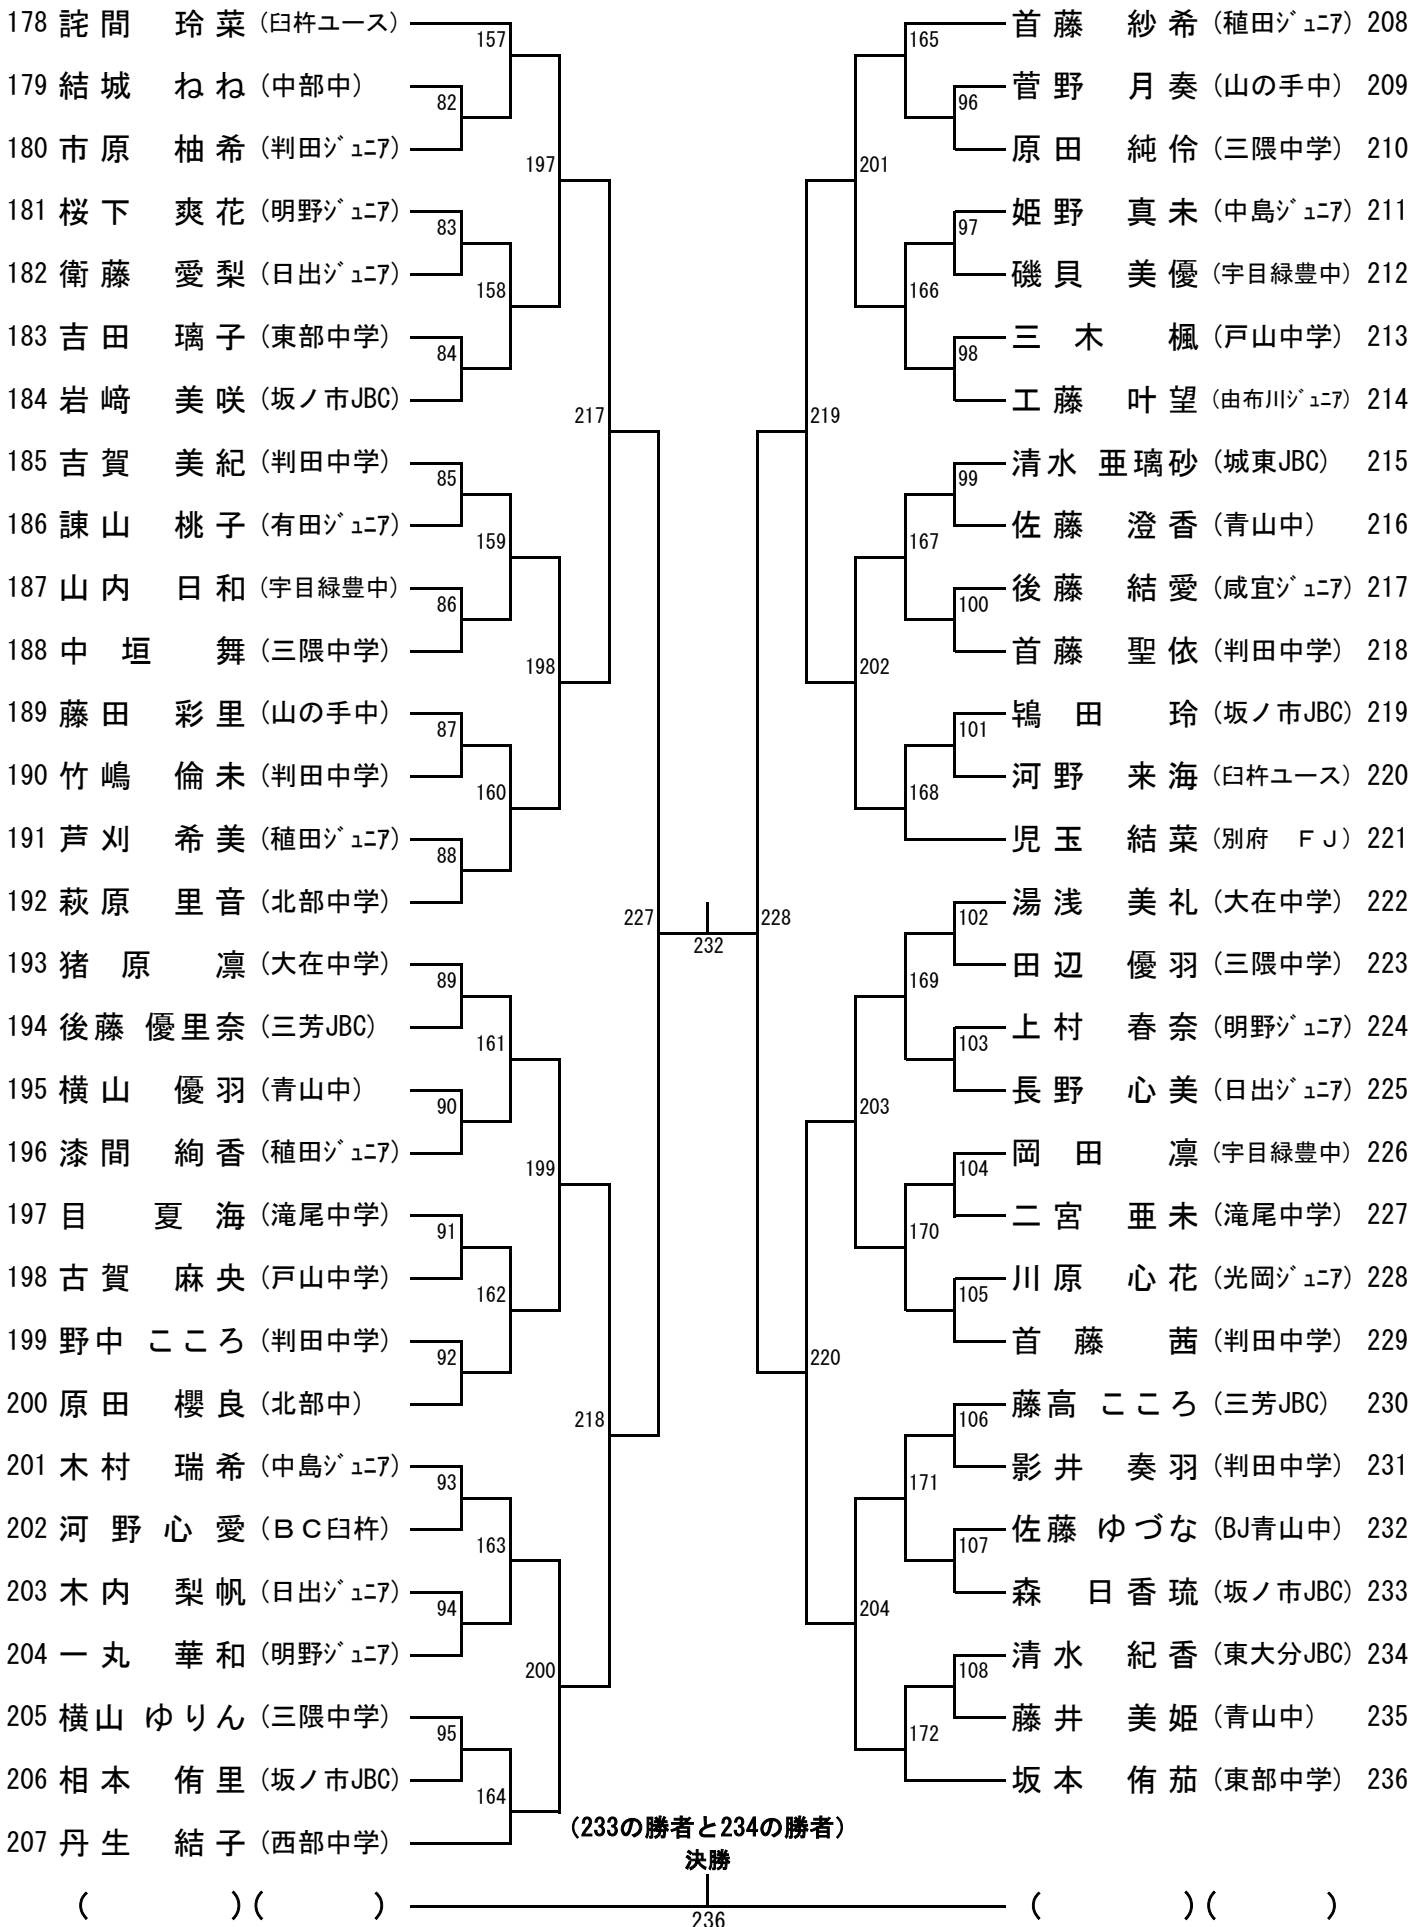 178 詫間 玲菜 (臼杵ユース)
179 結城 ねね (中部中)
180 市原 柚希 (判田ジュニア)
181 桜下 爽花 (明野ジュニア)
182 衛藤 愛梨 (日出ジュニア)
183 吉田 璃子 (東部中学)
184 岩﨑 美咲 (坂ノ市JBC)
185 吉賀 美紀 (判田中学)
186 諌山 桃子 (有田ジュニア)
187 山内 日和 (宇目緑豊中)
188 中垣 舞 (三隈中学)
189 藤田 彩里 (山の手中)
190 竹嶋 倫未 (判田中学)
191 芦刈 希美 (稙田ジュニア)
192 萩原 里音 (北部中学)
193 猪原 凛 (大在中学)
194 後藤 優里奈 (三芳JBC)
195 横山 優羽 (青山中)
196 漆間 絢香 (稙田ジュニア)
197 目 夏海 (滝尾中学)
198 古賀 麻央 (戸山中学)
199 野中 こころ (判田中学)
200 原田 櫻良 (北部中)
201 木村 瑞希 (中島ジュニア)
202 河野心愛 (BC臼杵)
203 木内 梨帆 (日出ジュニア)
204 一丸 華和 (明野ジュニア)
205 横山 ゆりん (三隈中学)
206 相本 侑里 (坂ノ市JBC)
207 丹生 結子 (西部中学)
157
82
197
83
158
84
217
85
159
86
198
87
160
88
227
89
161
90
199
91
162
92
218
93
163
94
200
95
164
232
165
96
201
97
166
98
219
99
167
100
202
101
168
228
102
169
103
203
104
170
105
220
106
171
107
204
108
172
首藤 紗希 (稙田ジュニア) 208
菅野 月奏 (山の手中) 209
原田 純伶 (三隈中学) 210
姫野 真未 (中島ジュニア) 211
磯貝 美優 (宇目緑豊中) 212
三木 楓 (戸山中学) 213
工藤 叶望 (由布川ジュニア) 214
清水 亜璃砂 (城東JBC) 215
佐藤 澄香 (青山中) 216
後藤 結愛 (咸宜ジュニア) 217
首藤 聖依 (判田中学) 218
鴇田 玲 (坂ノ市JBC) 219
河野 来海 (臼杵ユース) 220
児玉 結菜 (別府 FJ) 221
湯浅 美礼 (大在中学) 222
田辺 優羽 (三隈中学) 223
上村 春奈 (明野ジュニア) 224
長野 心美 (日出ジュニア) 225
岡田 凛 (宇目緑豊中) 226
二宮 亜未 (滝尾中学) 227
川原 心花 (光岡ジュニア) 228
首藤 茜 (判田中学) 229
藤高 こころ (三芳JBC) 230
影井 奏羽 (判田中学) 231
佐藤 ゆづな (BJ青山中) 232
森 日香琉 (坂ノ市JBC) 233
清水 紀香 (東大分JBC) 234
藤井 美姫 (青山中) 235
坂本 侑茄 (東部中学) 236
(233の勝者と234の勝者)
決勝
( ) ( ) 236 ( ) ( )